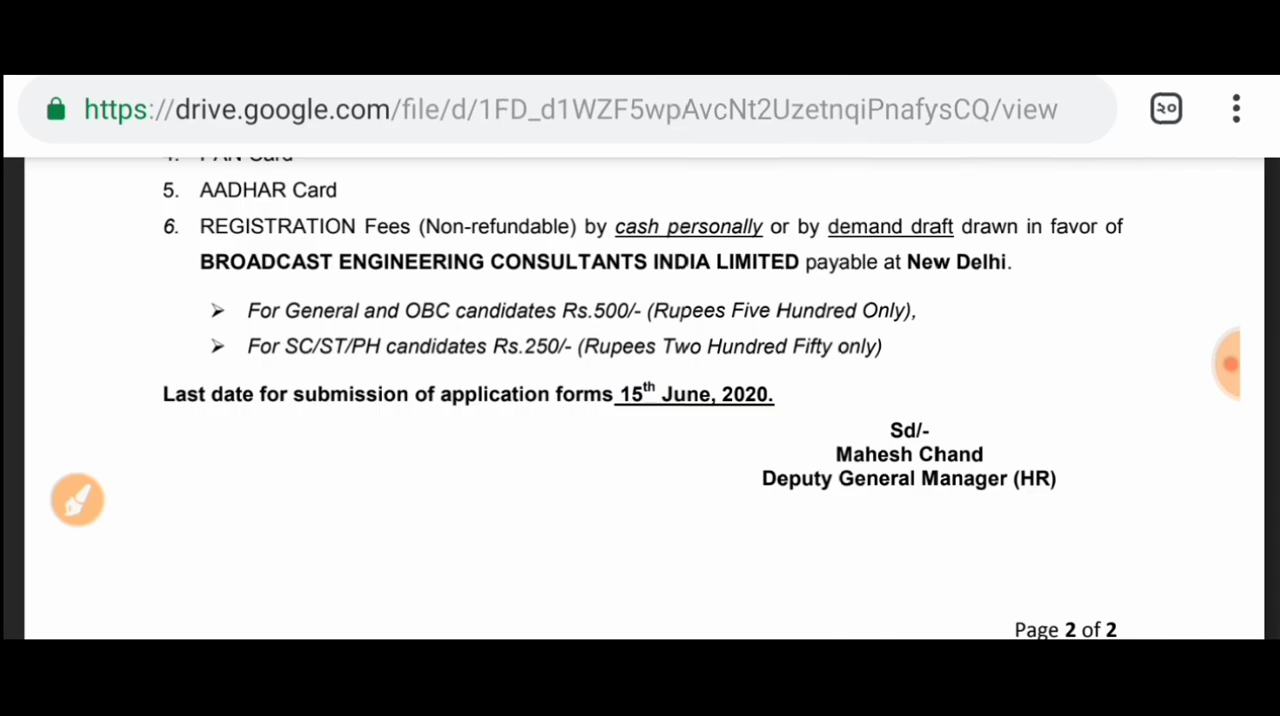 https://drive.google.com/file/d/1FD_d1WZF5wpAvcNt2UzetnqiPnafysCQ/view
२०
4. PAN Card
5. AADHAR Card
6. REGISTRATION Fees (Non-refundable) by cash personally or by demand draft drawn in favor of
BROADCAST ENGINEERING CONSULTANTS INDIA LIMITED payable at New Delhi.
➢ For General and OBC candidates Rs.500/- (Rupees Five Hundred Only),
➢ For SC/ST/PH candidates Rs.250/- (Rupees Two Hundred Fifty only)
Last date for submission of application forms 15th June, 2020.
Sd/-
Mahesh Chand
Deputy General Manager (HR)
Page 2 of 2